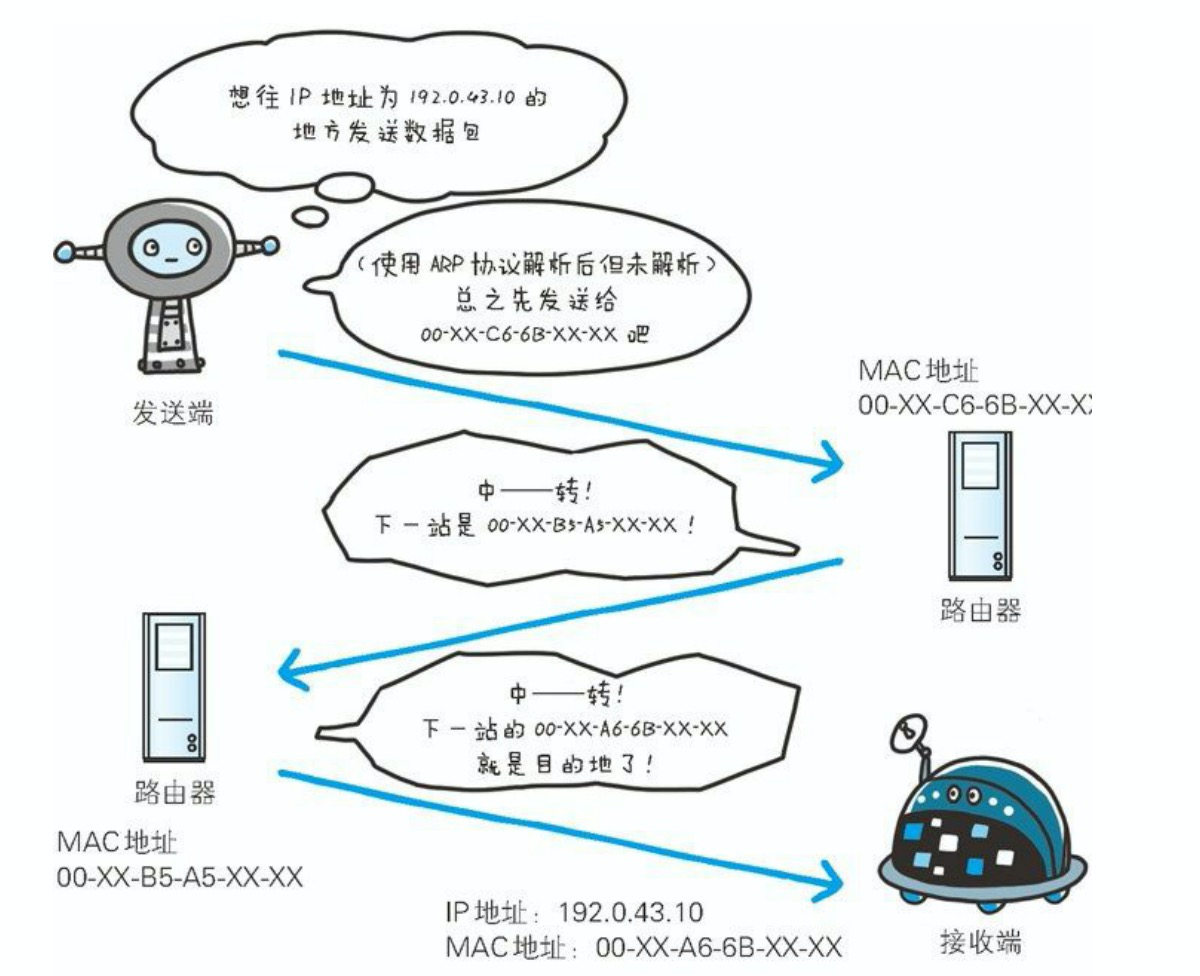 想往 IP 地址为 192.0.43.10 的
地方发送数据包
（使用 ARP 协议解析后但未解析）
总之先发送给
00-XX-C6-6B-XX-XX 吧
发送端
MAC 地址
00-XX-C6-6B-XX-X
中——转！
下一站是 00-XX-B5-A5-XX-XX！
路由器
中——转！
下一站的 00-XX-A6-6B-XX-XX
就是目的地了！
路由器
MAC 地址
00-XX-B5-A5-XX-XX
IP 地址：192.0.43.10
MAC 地址：00-XX-A6-6B-XX-XX
接收端